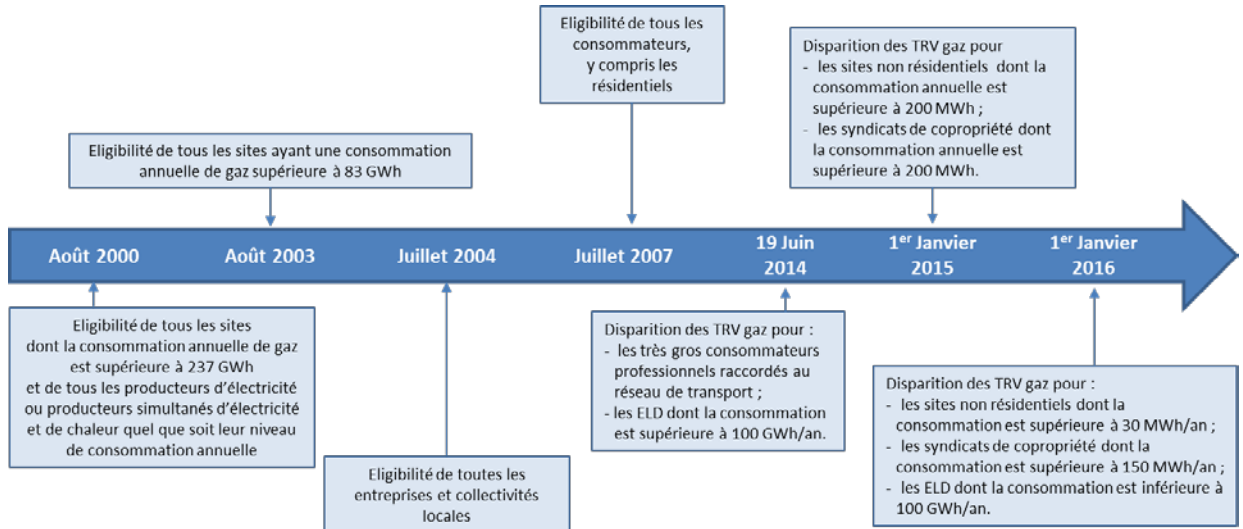 Eligibilité de tous les
consommateurs,
y compris les
résidentiels
Disparition des TRV gaz pour
- les sites non résidentiels dont la
consommation annuelle est
supérieure à 200 MWh ;
- les syndicats de copropriété dont
la consommation annuelle est
supérieure à 200 MWh.
Eligibilité de tous les sites ayant une consommation
annuelle de gaz supérieure à 83 GWh
Août 2000
Août 2003
Juillet 2004
Juillet 2007
19 Juin
2014
1er Janvier
2015
1er Janvier
2016
Eligibilité de tous les sites
dont la consommation annuelle de gaz
est supérieure à 237 GWh
et de tous les producteurs d'électricité
ou producteurs simultanés d'électricité
et de chaleur quel que soit leur niveau
de consommation annuelle
Eligibilité de toutes les
entreprises et collectivités
locales
Disparition des TRV gaz pour :
- les très gros consommateurs
professionnels raccordés au
réseau de transport ;
- les ELD dont la consommation
est supérieure à 100 GWh/an.
Disparition des TRV gaz pour :
- les sites non résidentiels dont la
consommation est supérieure à 30 MWh/an ;
- les syndicats de copropriété dont la
consommation est supérieure à 150 MWh/an ;
- les ELD dont la consommation est inférieure à
100 GWh/an.